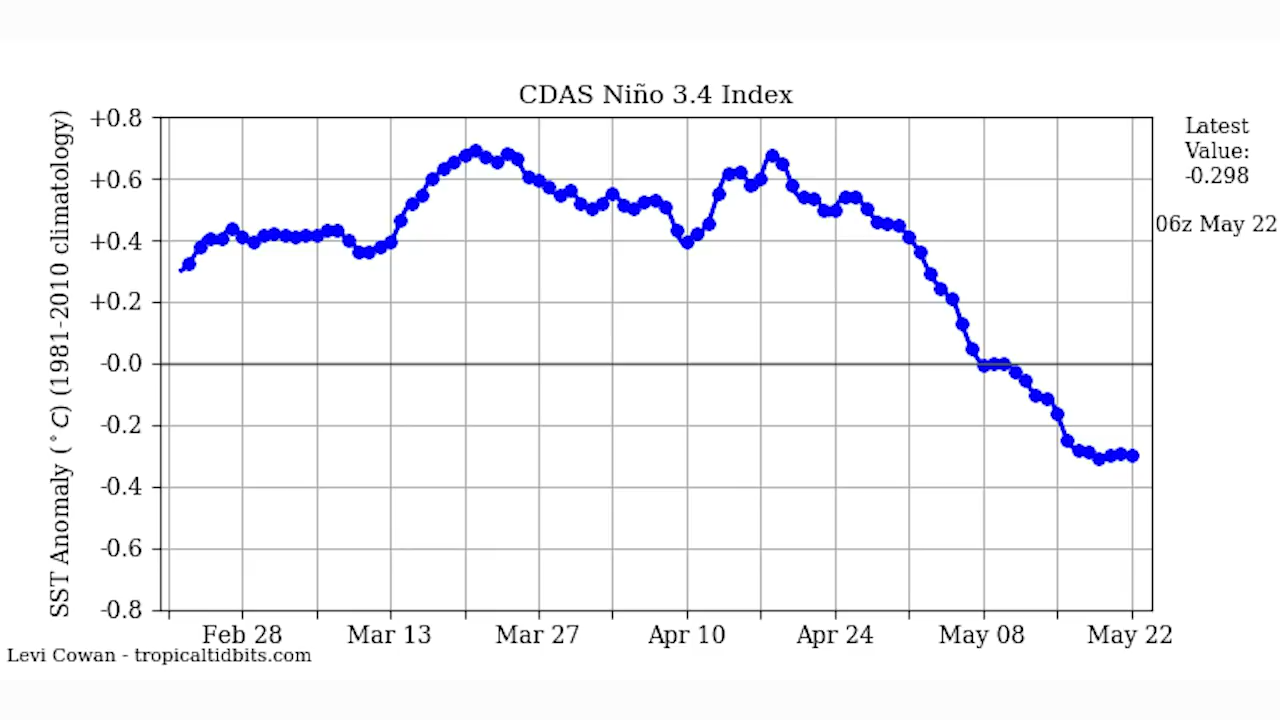 CDAS Niño 3.4 Index
SST Anomaly (°C) (1981-2010 climatology)
+0.8
+0.6
+0.4
+0.2
-0.0
-0.2
-0.4
-0.6
-0.8
Feb 28
Mar 13
Mar 27
Apr 10
Apr 24
May 08
May 22
Latest
Value:
-0.298
06z May 22
Levi Cowan - tropicaltidbits.com